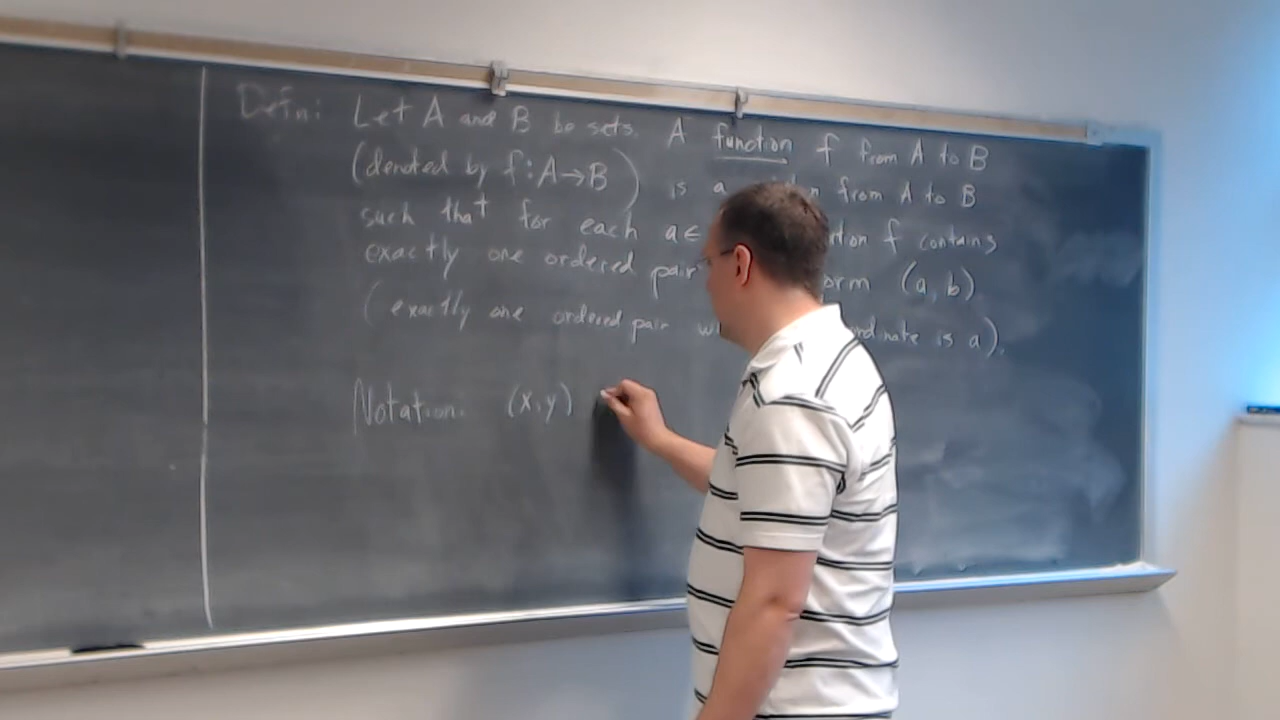 Defn: Let A and B be sets. A function f from A to B
(denoted by f: A→B) is a from A to B
such that for each a∈ f contains
exactly one ordered pair (a, b)
(exactly one ordered pair is a).
Notation: (x,y)